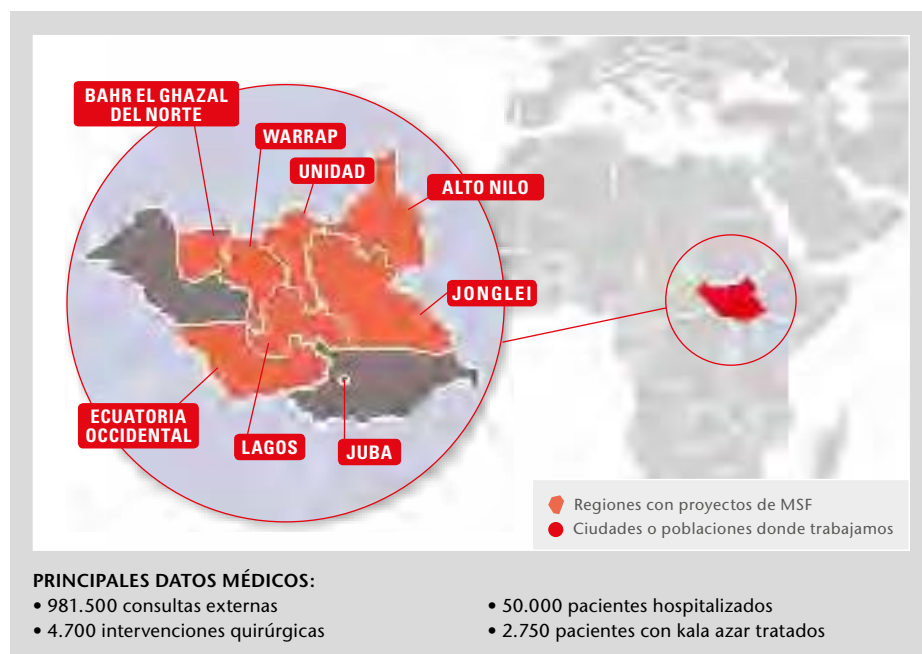 BAHR EL GHAZAL
DEL NORTE
WARRAP
UNIDAD
ALTO NILO
JONGLEI
ECUATORIA
OCCIDENTAL
LAGOS
JUBA
Regiones con proyectos de MSF
Ciudades o poblaciones donde trabajamos
PRINCIPALES DATOS MÉDICOS:
• 981.500 consultas externas
• 4.700 intervenciones quirúrgicas
• 50.000 pacientes hospitalizados
• 2.750 pacientes con kala azar tratados